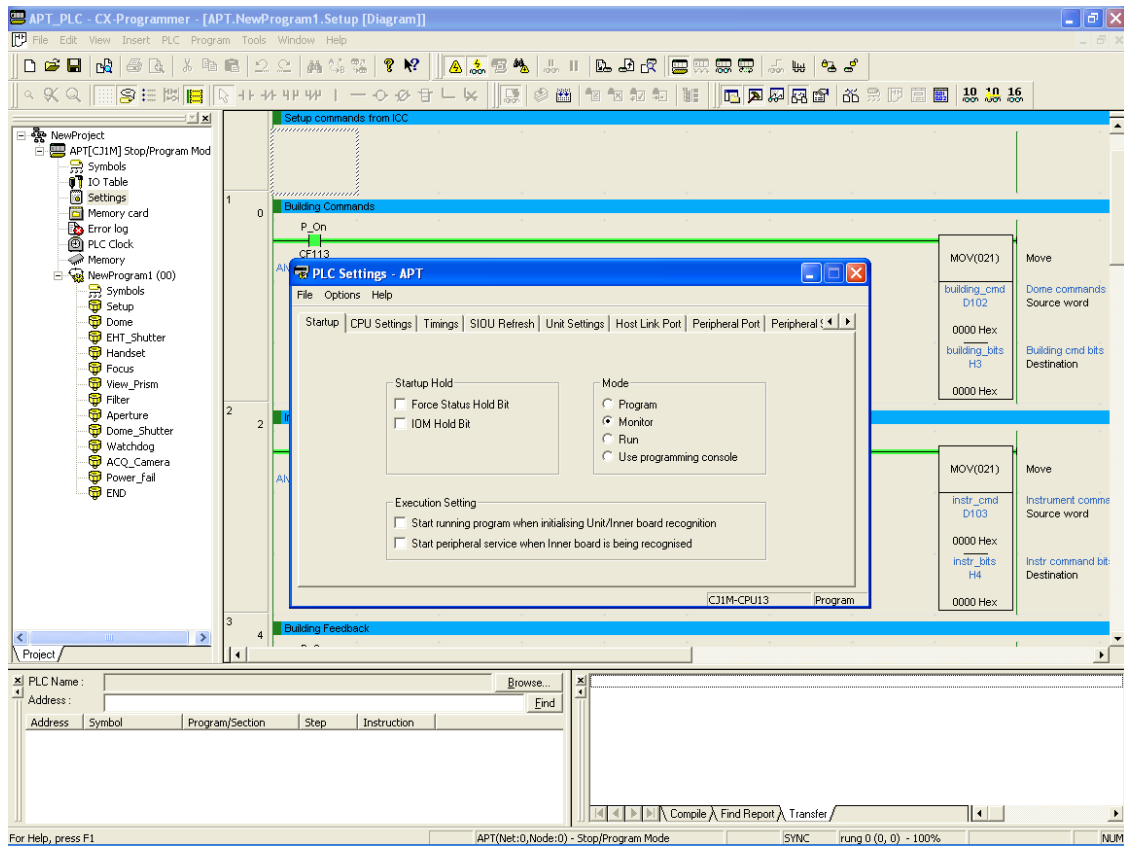 APT_PLC - CX-Programmer - [APT.NewProgram1.Setup [Diagram]]
File Edit View Insert PLC Program Tools Window Help
10 10 16
NewProject
APT[CJ1M] Stop/Program Mod
Symbols
IO Table
Settings
Memory card
Error log
PLC Clock
Memory
NewProgram1 (00)
Symbols
Setup
Dome
EHT_Shutter
Handset
Focus
View_Prism
Filter
Aperture
Dome_Shutter
Watchdog
ACQ_Camera
Power_fail
END
Project
Setup commands from ICC
1
0
Building Commands
P_On
CF113
MOV(021)
Move
building_cmd
Dome commands
D102
Source word
0000 Hex
building_bits
Building cmd bits
H3
Destination
0000 Hex
2
2
MOV(021)
Move
instr_cmd
Instrument comma
D103
Source word
0000 Hex
instr_bits
Instr command bit
H4
Destination
0000 Hex
3
4
Building Feedback
PLC Settings - APT
File Options Help
Startup CPU Settings Timings SIOU Refresh Unit Settings Host Link Port Peripheral Port Peripheral
Startup Hold
Force Status Hold Bit
IOM Hold Bit
Mode
Program
Monitor
Run
Use programming console
Execution Setting
Start running program when initialising Unit/Inner board recognition
Start peripheral service when Inner board is being recognised
CJ1M-CPU13 Program
PLC Name :
Browse...
Address :
Find
Address Symbol Program/Section Step Instruction
Compile Find Report Transfer
For Help, press F1
APT(Net:0,Node:0) - Stop/Program Mode
SYNC
rung 0 (0, 0) - 100%
NUM